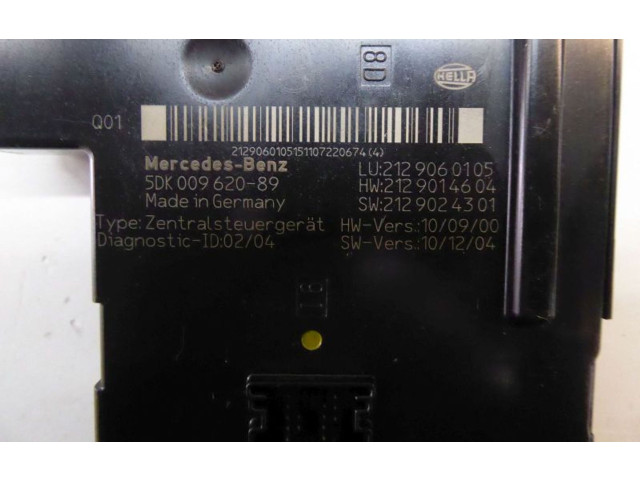 8D
HELLA
Q01
2129060105151107220674(4)
Mercedes-Benz
LU:212 906 01 05
5DK 009 620-89
HW:212 901 46 04
Made in Germany
SW:212 902 43 01
Type: Zentralsteuergerät
HW-Vers.:10/09/00
Diagnostic-ID:02/04
SW-Vers.:10/12/04